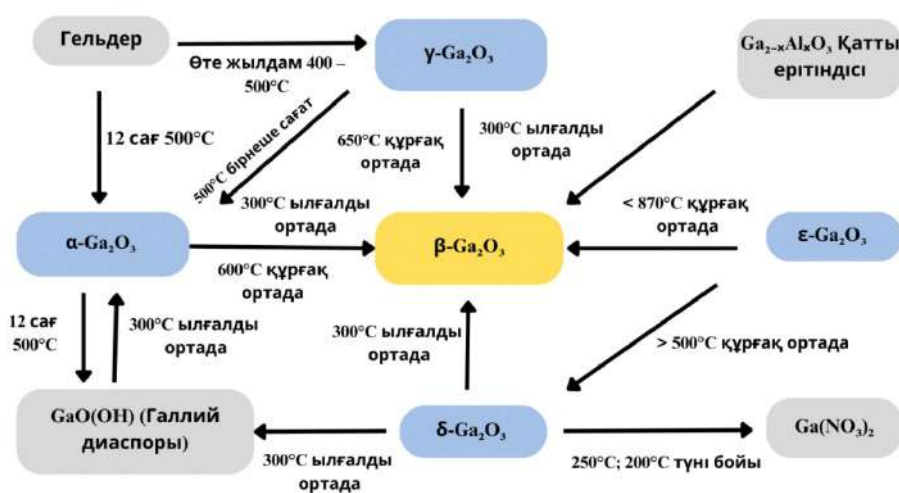 Гельдер
Өте жылдам 400 –
500°C
γ-Ga₂O₃
Ga₂₋ₓAlₓO₃ Қатты
ерітіндісі
12 сағ 500°C
500°C бірнеше сағат
650°C құрғақ
ортада
300°C ылғалды
ортада
α-Ga₂O₃
300°C ылғалды
ортада
600°C құрғақ
ортада
β-Ga₂O₃
< 870°C құрғақ
ортада
ε-Ga₂O₃
12 сағ
500°C
300°C ылғалды
ортада
300°C ылғалды
ортада
> 500°C құрғақ ортада
GaO(OH) (Галлий
диаспоры)
300°C ылғалды
ортада
δ-Ga₂O₃
250°C; 200°C түні бойы
Ga(NO₃)₂